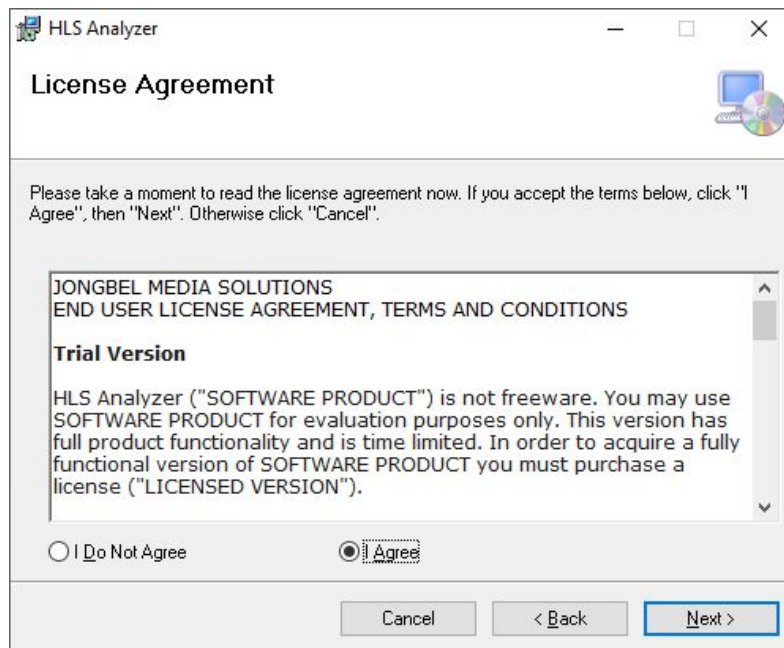 HLS Analyzer
License Agreement
Please take a moment to read the license agreement now. If you accept the terms below, click "I
Agree", then "Next". Otherwise click "Cancel".
JONGBEL MEDIA SOLUTIONS
END USER LICENSE AGREEMENT, TERMS AND CONDITIONS
Trial Version
HLS Analyzer ("SOFTWARE PRODUCT") is not freeware. You may use
SOFTWARE PRODUCT for evaluation purposes only. This version has
full product functionality and is time limited. In order to acquire a fully
functional version of SOFTWARE PRODUCT you must purchase a
license ("LICENSED VERSION").
I Do Not Agree
I Agree
Cancel
< Back
Next >